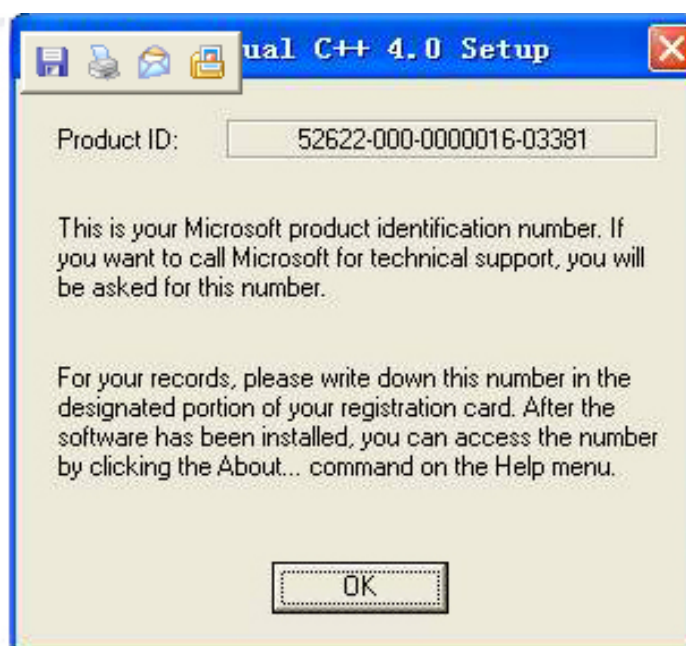 ual C++ 4.0 Setup
Product ID:
52622-000-0000016-03381
This is your Microsoft product identification number. If
you want to call Microsoft for technical support, you will
be asked for this number.
For your records, please write down this number in the
designated portion of your registration card. After the
software has been installed, you can access the number
by clicking the About... command on the Help menu.
OK